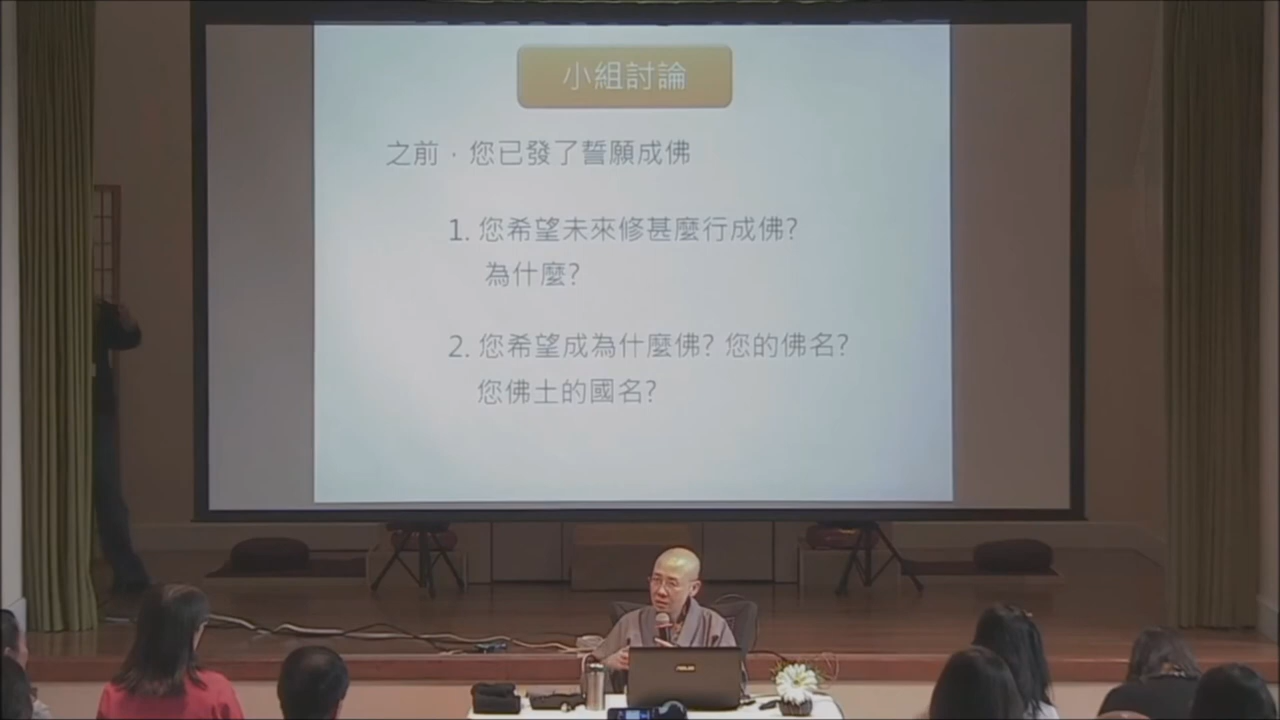 小組討論
之前，您已發了誓願成佛
1. 您希望未來修甚麼行成佛?
為什麼?
2. 您希望成為什麼佛? 您的佛名?
您佛土的國名?
ASUS